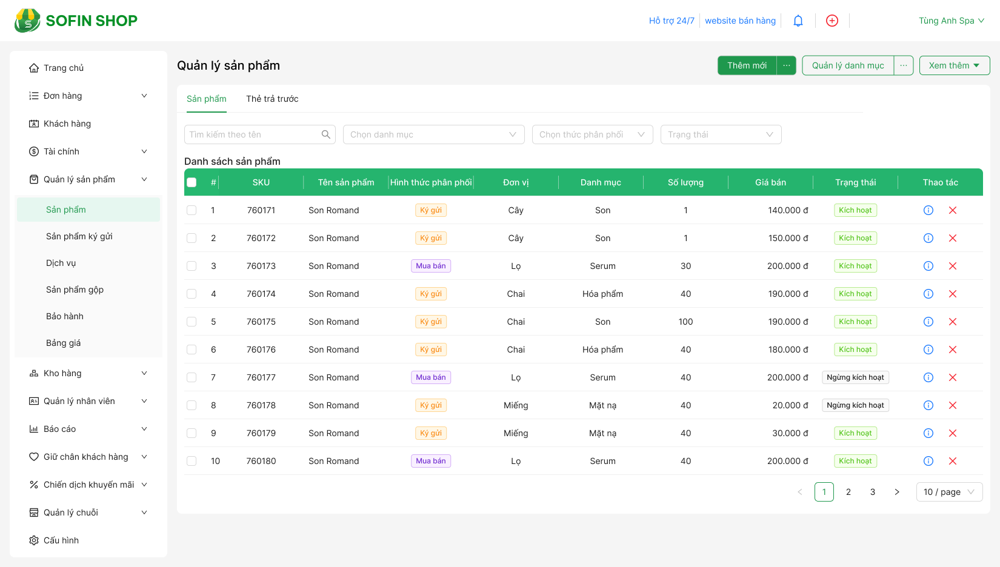 SOFIN SHOP
Hỗ trợ 24/7
website bán hàng
Tùng Anh Spa
Trang chủ
Đơn hàng
Khách hàng
Tài chính
Quản lý sản phẩm
Sản phẩm
Sản phẩm ký gửi
Dịch vụ
Sản phẩm gộp
Bảo hành
Bảng giá
Kho hàng
Quản lý nhân viên
Báo cáo
Giữ chân khách hàng
Chiến dịch khuyến mãi
Quản lý chuỗi
Cấu hình
Quản lý sản phẩm
Thêm mới ···
Quản lý danh mục ···
Xem thêm
Sản phẩm Thẻ trả trước
Tìm kiếm theo tên
Chọn danh mục
Chọn thức phân phối
Trạng thái
Danh sách sản phẩm
# SKU Tên sản phẩm Hình thức phân phối Đơn vị Danh mục Số lượng Giá bán Trạng thái Thao tác
1 760171 Son Romand Ký gửi Cây Son 1 140.000 đ Kích hoạt
2 760172 Son Romand Ký gửi Cây Son 1 150.000 đ Kích hoạt
3 760173 Son Romand Mua bán Lọ Serum 30 200.000 đ Kích hoạt
4 760174 Son Romand Ký gửi Chai Hóa phẩm 40 190.000 đ Kích hoạt
5 760175 Son Romand Ký gửi Chai Son 100 190.000 đ Kích hoạt
6 760176 Son Romand Ký gửi Chai Hóa phẩm 40 180.000 đ Kích hoạt
7 760177 Son Romand Mua bán Lọ Serum 40 200.000 đ Ngừng kích hoạt
8 760178 Son Romand Ký gửi Miếng Mặt nạ 40 20.000 đ Ngừng kích hoạt
9 760179 Son Romand Ký gửi Miếng Mặt nạ 40 30.000 đ Kích hoạt
10 760180 Son Romand Mua bán Lọ Serum 40 200.000 đ Kích hoạt
1 2 3 10 / page